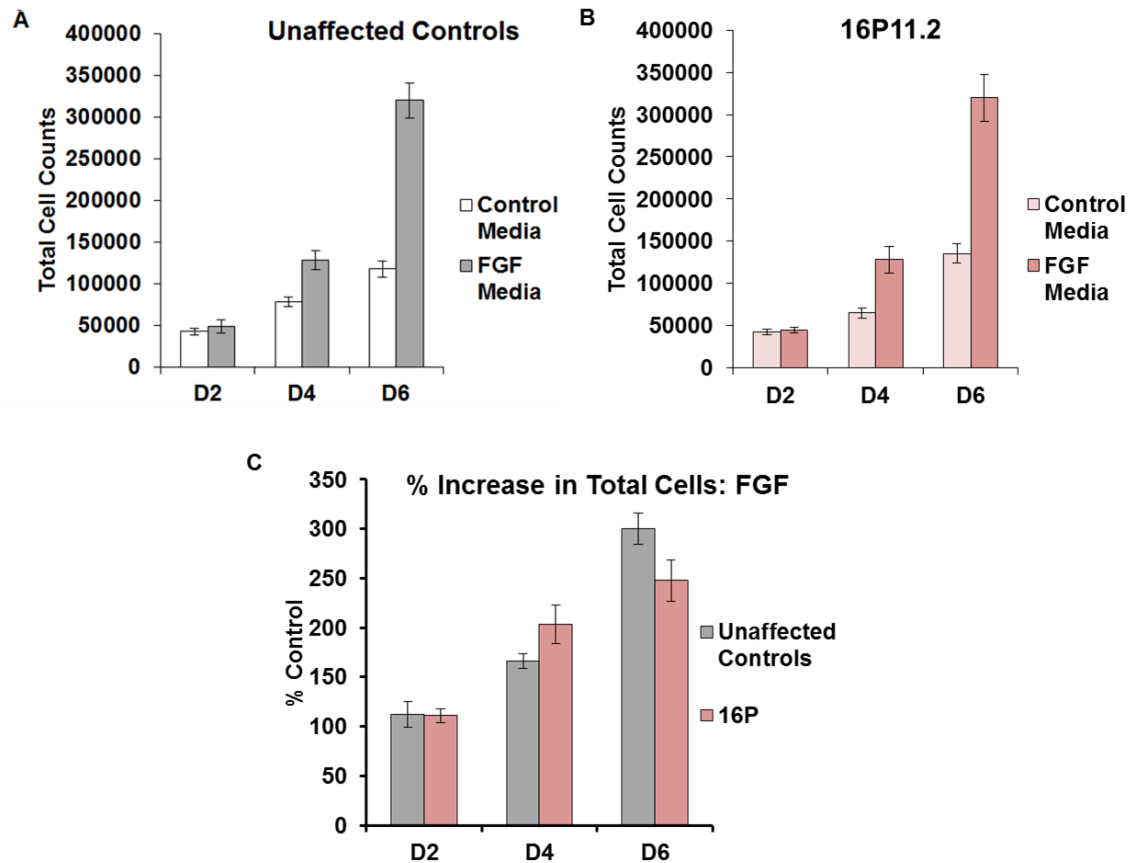 A
Unaffected Controls
Total Cell Counts
400000
350000
300000
250000
200000
150000
100000
50000
0
D2 D4 D6
Control
Media
FGF
Media
B
16P11.2
Total Cell Counts
400000
350000
300000
250000
200000
150000
100000
50000
0
D2 D4 D6
Control
Media
FGF
Media
C
% Increase in Total Cells: FGF
% Control
350
300
250
200
150
100
50
0
D2 D4 D6
Unaffected
Controls
16P